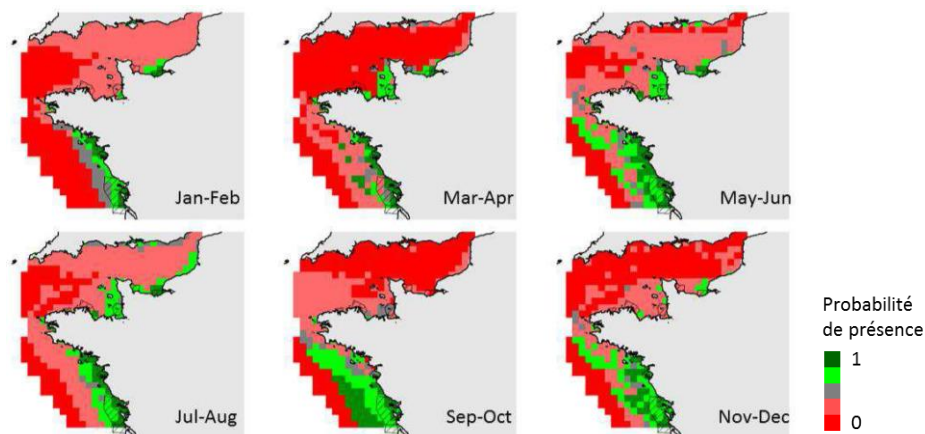 Jan-Feb
Mar-Apr
May-Jun
Jul-Aug
Sep-Oct
Nov-Dec
Probabilité
de présence
1
0